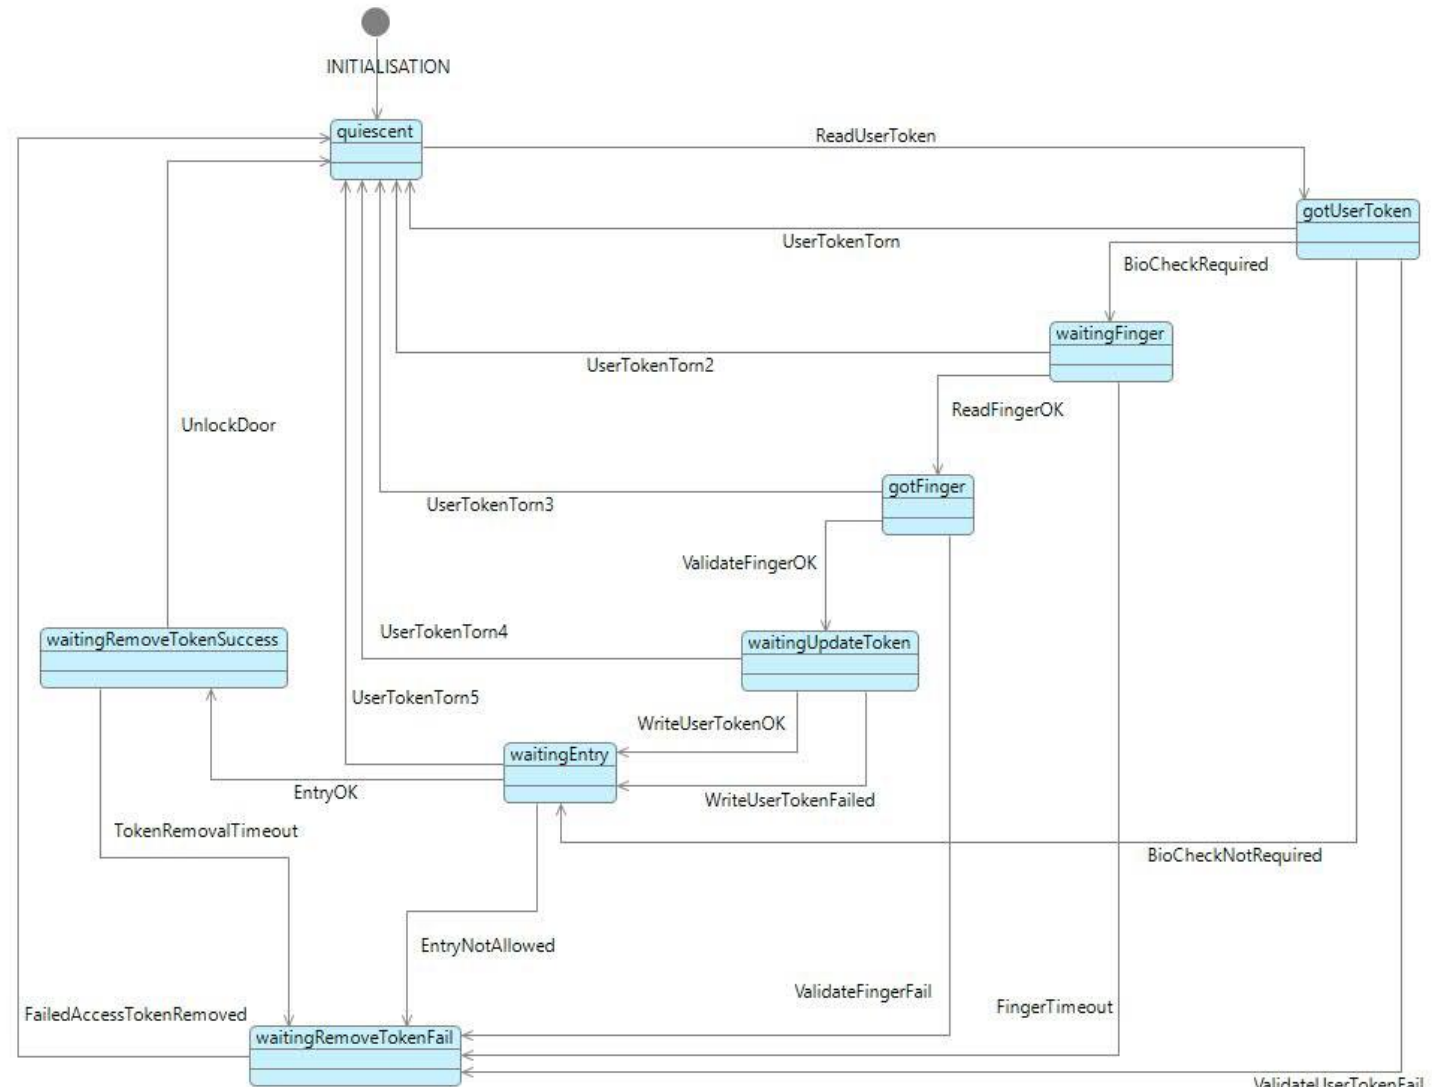 INITIALISATION
quiescent
ReadUserToken
gotUserToken
UserTokenTorn
BioCheckRequired
waitingFinger
UserTokenTorn2
ReadFingerOK
UnlockDoor
gotFinger
UserTokenTorn3
ValidateFingerOK
waitingRemoveTokenSuccess
UserTokenTorn4
waitingUpdateToken
UserTokenTorn5
WriteUserTokenOK
waitingEntry
EntryOK
WriteUserTokenFailed
TokenRemovalTimeout
BioCheckNotRequired
EntryNotAllowed
ValidateFingerFail
FingerTimeout
FailedAccessTokenRemoved
waitingRemoveTokenFail
ValidateUserTokenFail